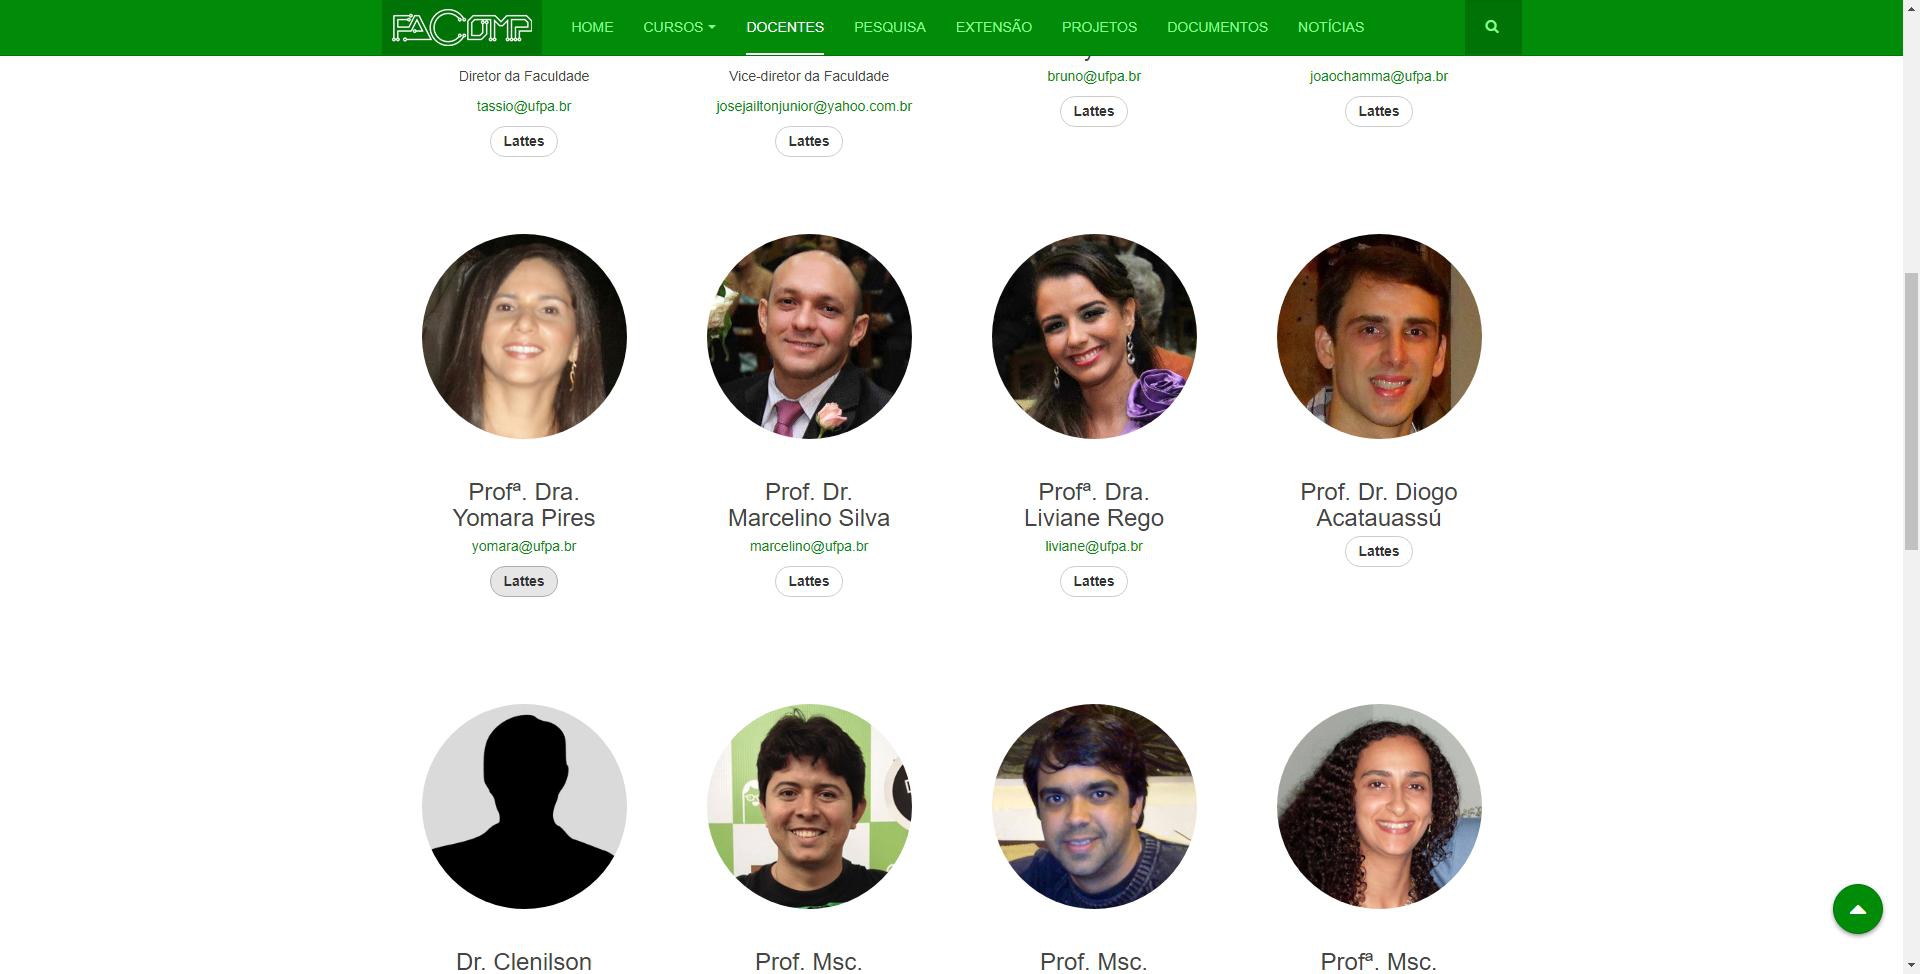 FACOMP
HOME
CURSOS
DOCENTES
PESQUISA
EXTENSÃO
PROJETOS
DOCUMENTOS
NOTÍCIAS
Diretor da Faculdade
tassio@ufpa.br
Lattes
Vice-diretor da Faculdade
josejailtonjunior@yahoo.com.br
Lattes
bruno@ufpa.br
Lattes
joaochamma@ufpa.br
Lattes
Profª. Dra.
Yomara Pires
yomara@ufpa.br
Lattes
Prof. Dr.
Marcelino Silva
marcelino@ufpa.br
Lattes
Profª. Dra.
Liviane Rego
liviane@ufpa.br
Lattes
Prof. Dr. Diogo
Acatauassú
Lattes
Dr. Clenilson
Prof. Msc.
Prof. Msc.
Profª. Msc.